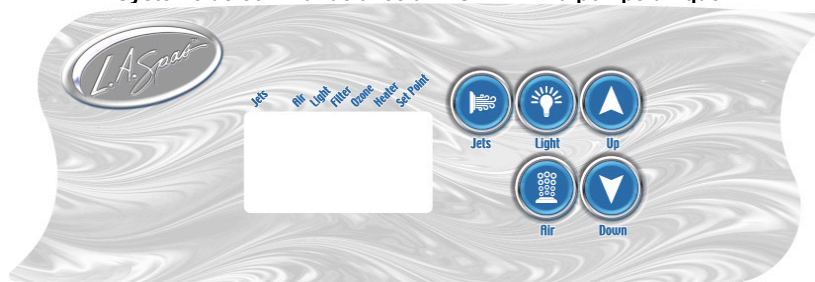 L.A. Spas
Jets Air Light Filter Ozone Heater Set Point
Jets Light Up
Air Down